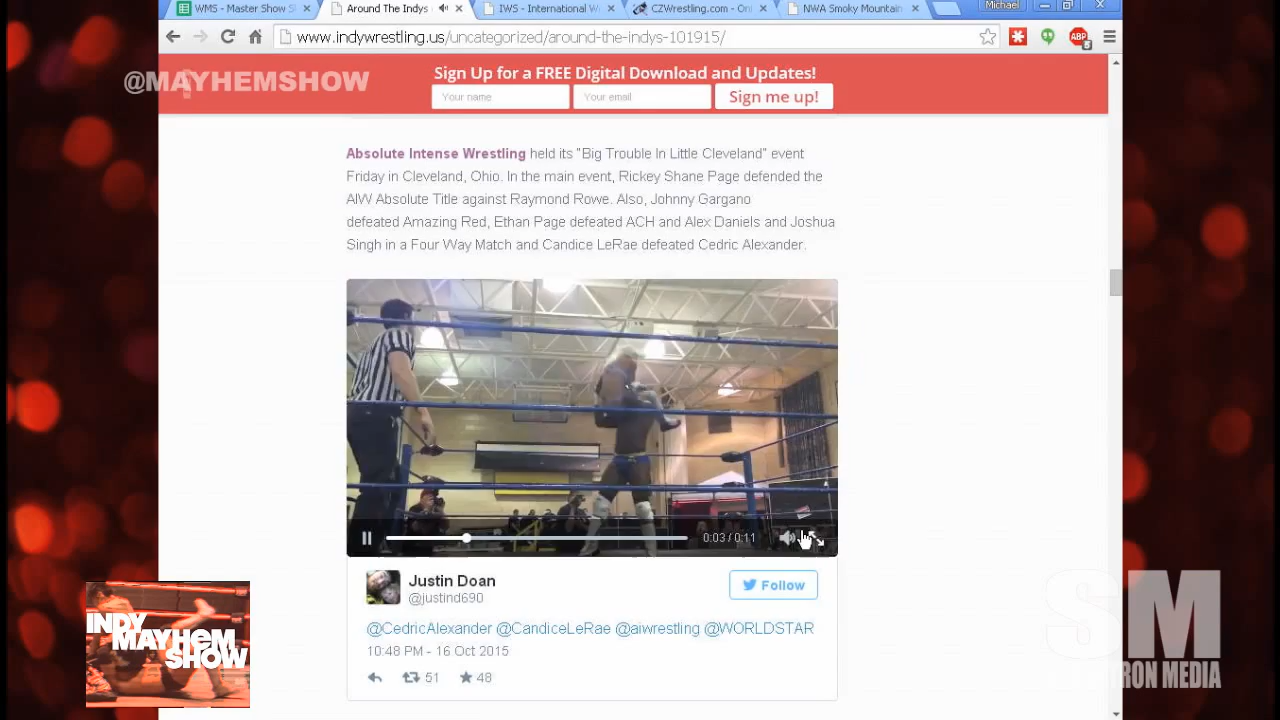 WMS - Master Show S
Around The Indys
IWS - International W
CZWrestling.com - On
NWA Smoky Mountain
Michael
www.indywrestling.us/uncategorized/around-the-indys-101915/
ABP
5
@MAYHEMSHOW
Sign Up for a FREE Digital Download and Updates!
Your name
Your email
Sign me up!
Absolute Intense Wrestling held its "Big Trouble In Little Cleveland" event
Friday in Cleveland, Ohio. In the main event, Rickey Shane Page defended the
AIW Absolute Title against Raymond Rowe. Also, Johnny Gargano
defeated Amazing Red, Ethan Page defeated ACH and Alex Daniels and Joshua
Singh in a Four Way Match and Candice LeRae defeated Cedric Alexander.
0:03 / 0:11
Justin Doan
@justind690
Follow
@CedricAlexander @CandiceLeRae @aiwrestling @WORLDSTAR
10:48 PM - 16 Oct 2015
51
48
INDY
MAYHEM
SHOW
SM
TRON MEDIA